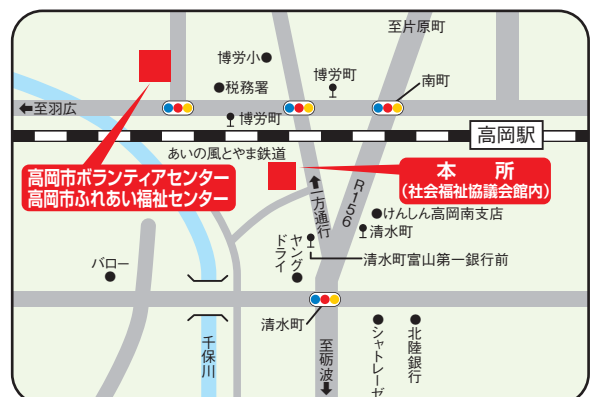 至片原町
博労小
税務署
博労町
南町
←至羽広
博労町
高岡駅
あいの風とやま鉄道
高岡市ボランティアセンター
高岡市ふれあい福祉センター
本所
(社会福祉協議会館内)
一方通行
R156
けんしん高岡南支店
清水町
ヤング
ドライ
清水町富山第一銀行前
バロー
清水町
千保川
至砺波
シャトレーゼ
北陸銀行